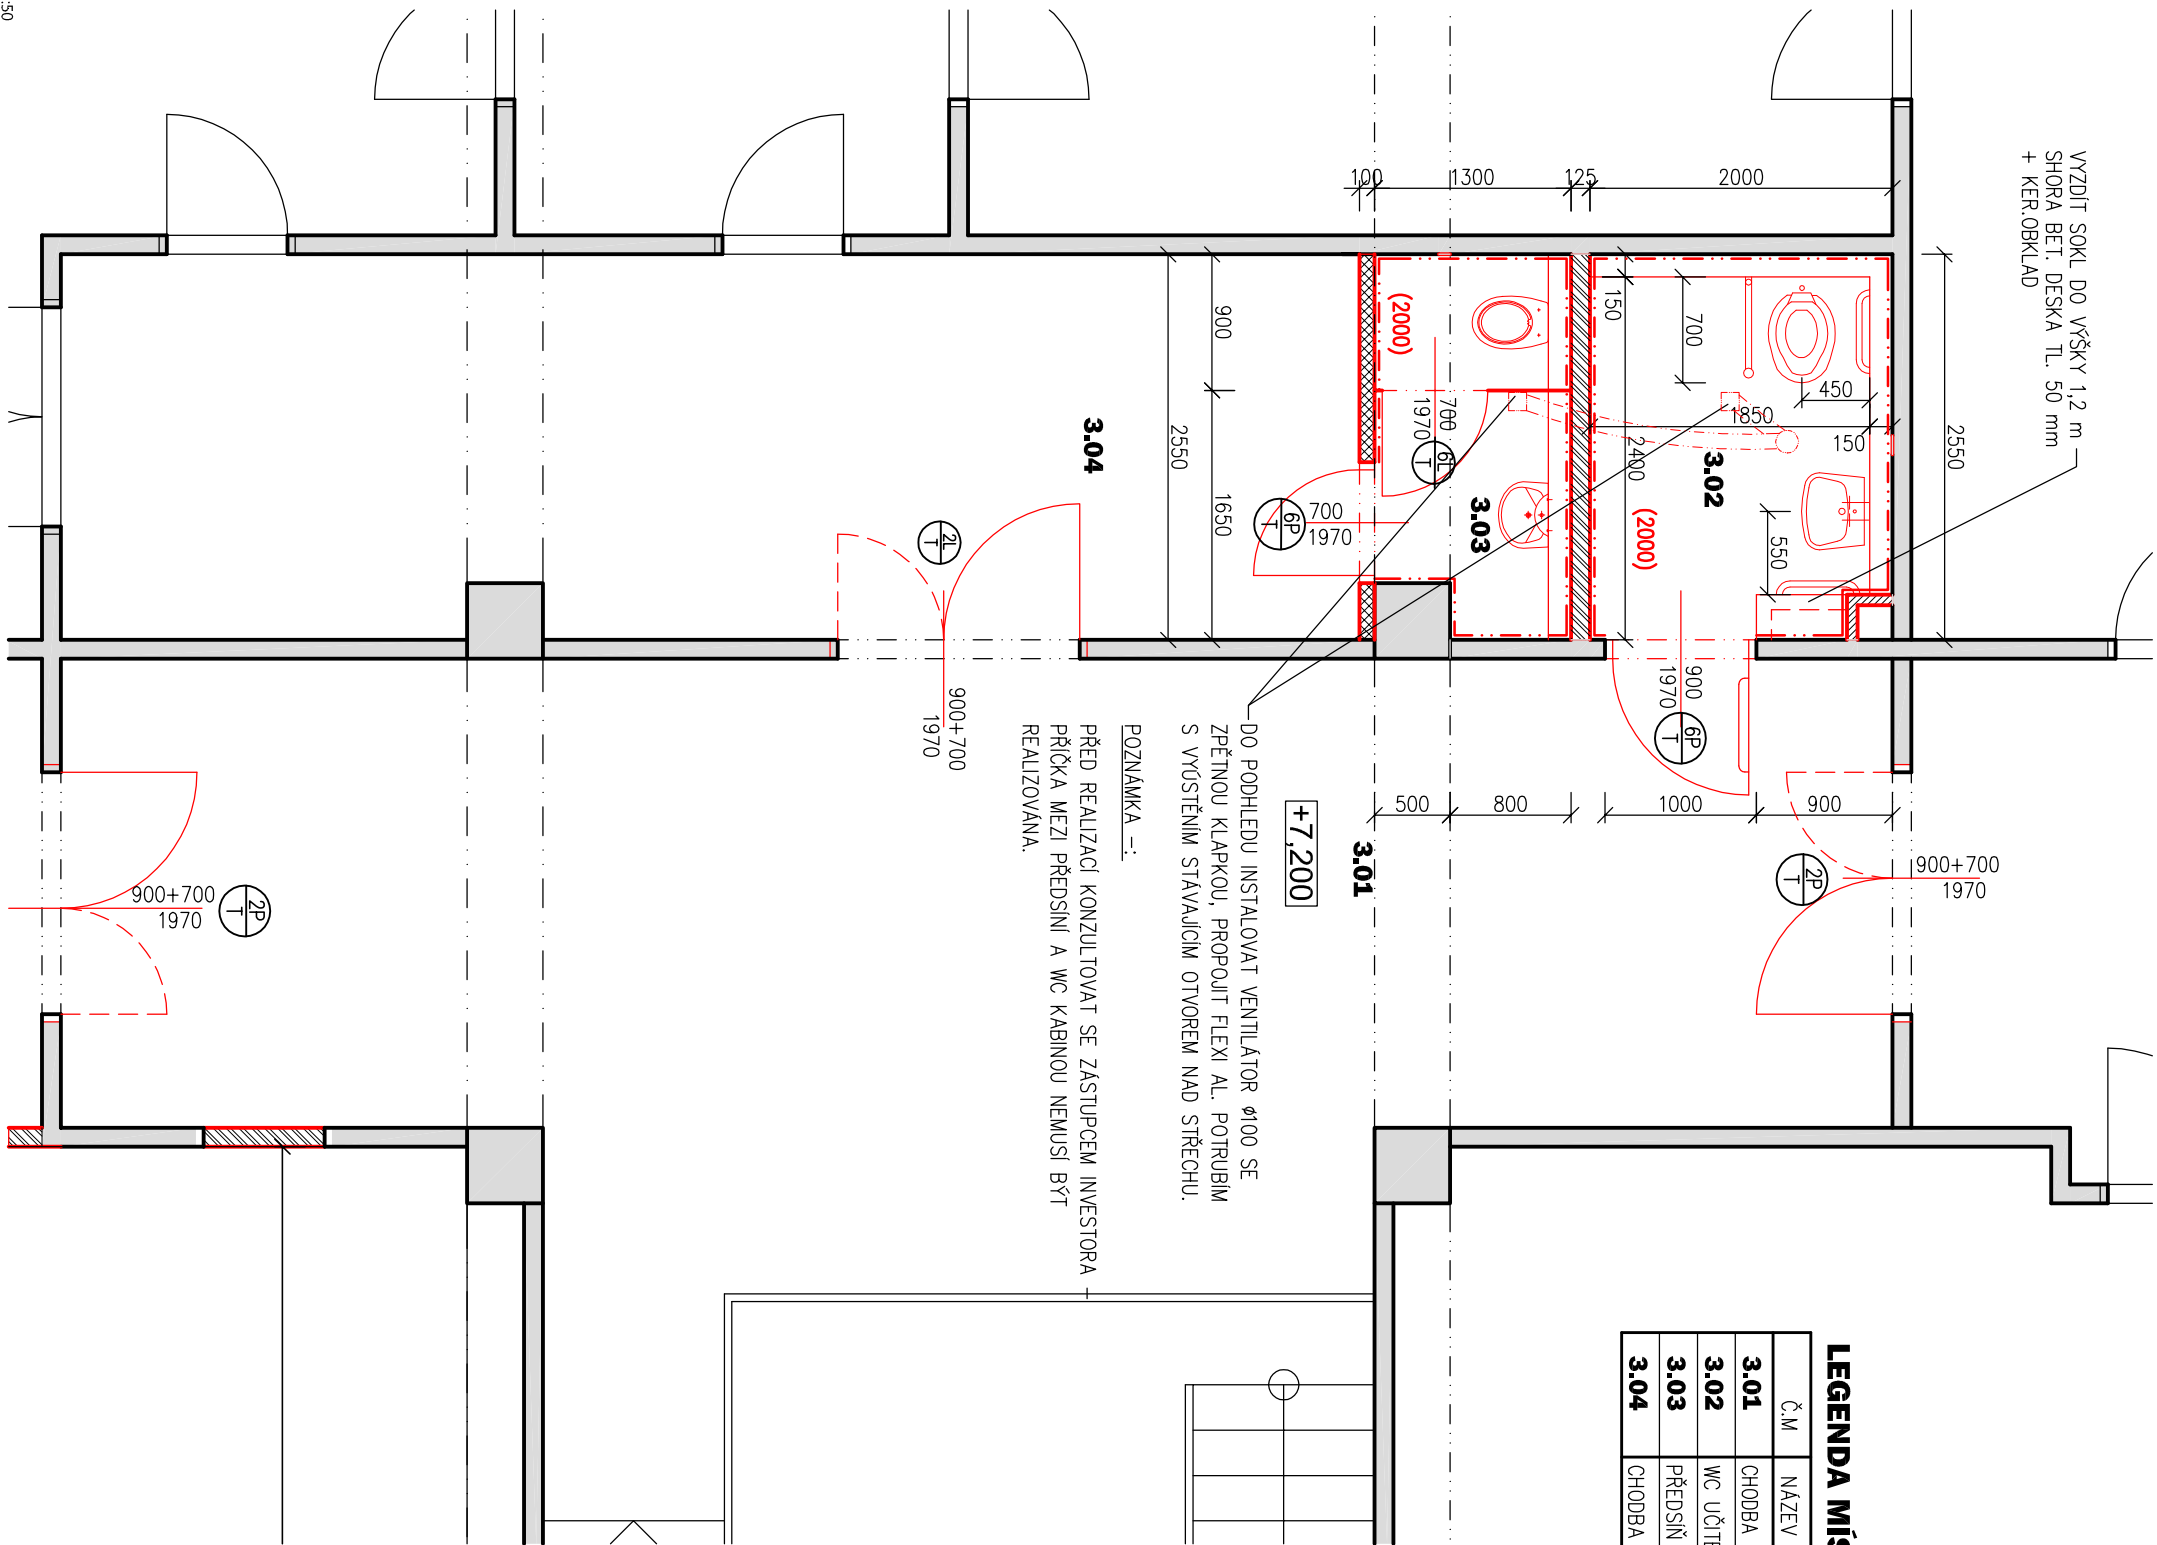 :50
VYZDÍT SOKL DO VÝŠKY 1,2 m
SHORA BET. DESKA TL. 50 mm
+ KER.OBKLAD
100
1300
125
2000
2550
150
700
450
1850
150
2400
550
3.02
(2000)
(2000)
700
1970
6L
T
3.03
700
1970
6P
T
900
1650
2550
3.04
2L
T
900+700
1970
900
1970
6P
T
500
800
1000
900
900+700
1970
2P
T
900+700
1970
2P
T
3.01
+7,200
DO PODHLEDU INSTALOVAT VENTILÁTOR Ø100 SE
ZPĚTNOU KLAPKOU, PROPOJIT FLEXI AL. POTRUBÍM
S VYÚSTĚNÍM STÁVAJÍCÍM OTVOREM NAD STŘECHU.
POZNÁMKA –:
PŘED REALIZACÍ KONZULTOVAT SE ZÁSTUPCEM INVESTORA
PŘÍČKA MEZI PŘEDSÍNÍ A WC KABINOU NEMUSÍ BÝT
REALIZOVÁNA.
LEGENDA MÍS
Č.M NÁZEV
3.01 CHODBA
3.02 WC UČITE
3.03 PŘEDSÍŇ
3.04 CHODBA